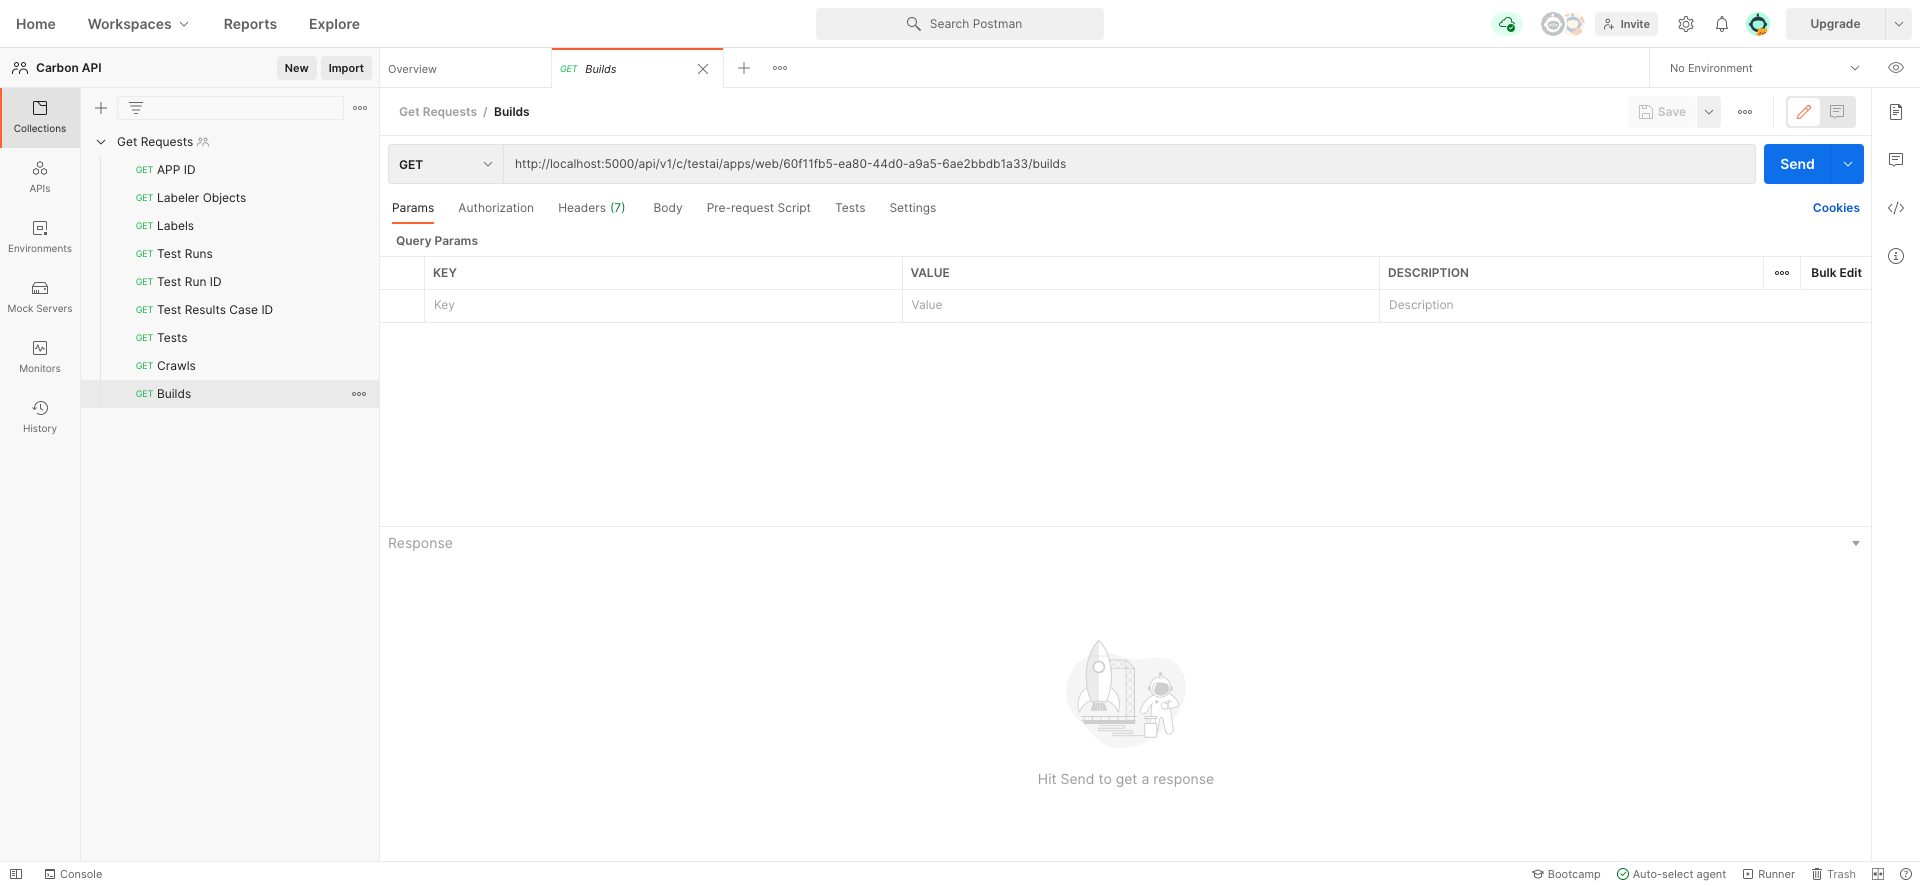 Home Workspaces Reports Explore Search Postman Invite Upgrade
Carbon API New Import Overview GET Builds No Environment
Get Requests / Builds Save
Collections
APIs
Environments
Mock Servers
Monitors
History
Get Requests
GET APP ID
GET Labeler Objects
GET Labels
GET Test Runs
GET Test Run ID
GET Test Results Case ID
GET Tests
GET Crawls
GET Builds
GET http://localhost:5000/api/v1/c/testai/apps/web/60f11fb5-ea80-44d0-a9a5-6ae2bbdb1a33/builds Send
Params Authorization Headers (7) Body Pre-request Script Tests Settings Cookies
Query Params
KEY VALUE DESCRIPTION Bulk Edit
Key Value Description
Response
Hit Send to get a response
Console Bootcamp Auto-select agent Runner Trash